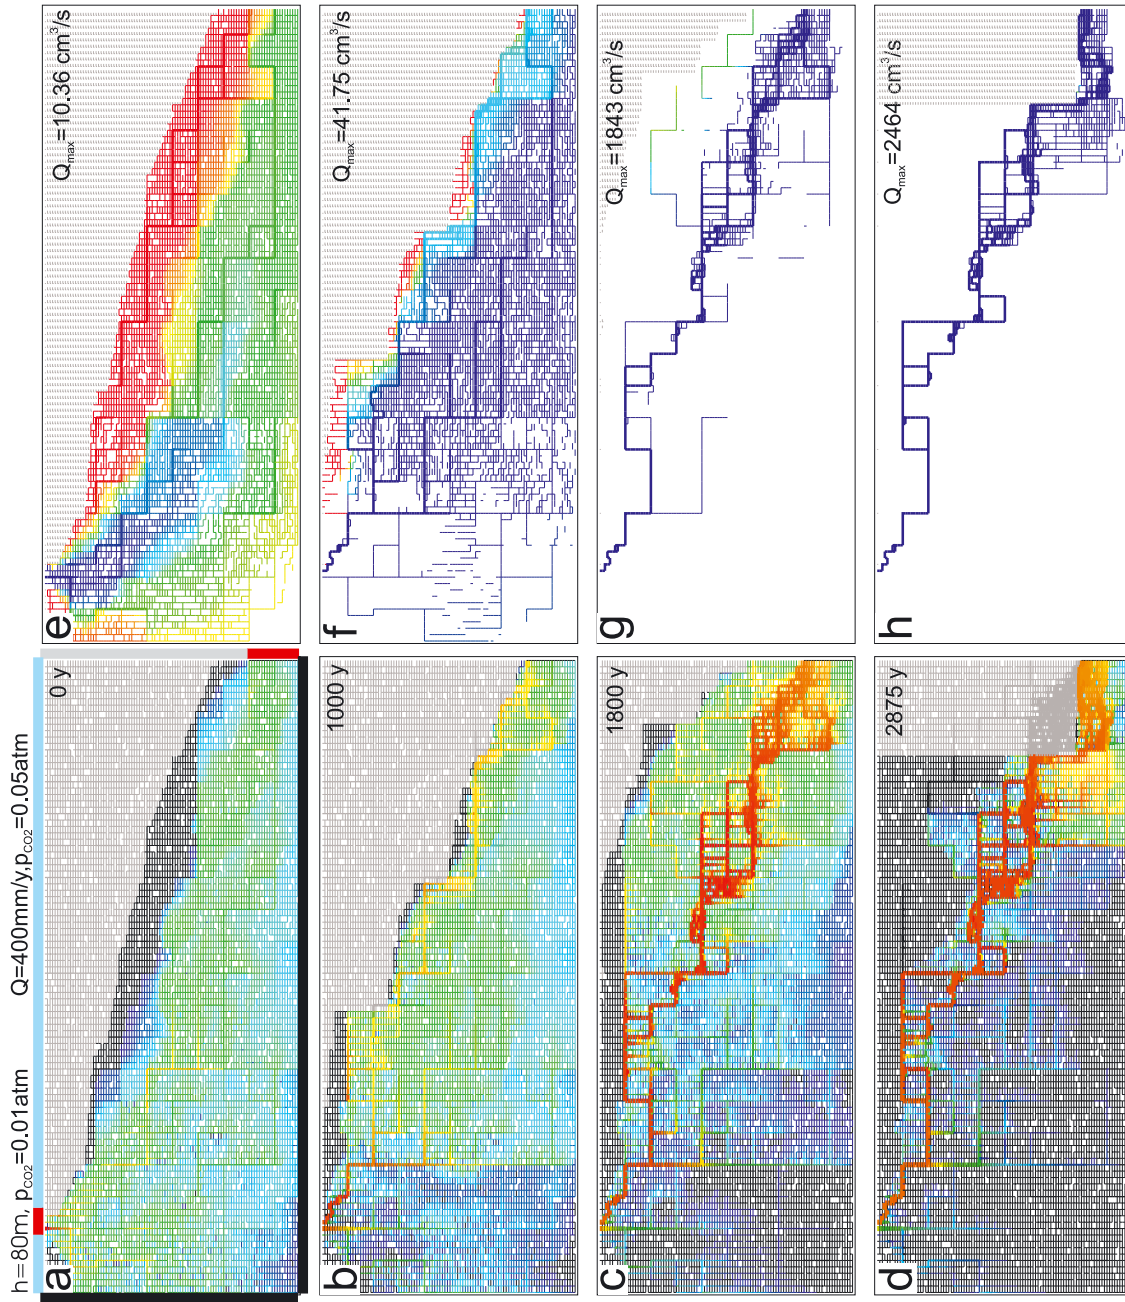 h=80m, pCO2=0.01atm Q=400mm/y,pCO2=0.05atm
a 0 y
e Qmax=10.36 cm³/s
b 1000 y
f Qmax=41.75 cm³/s
c 1800 y
g Qmax=1843 cm³/s
d 2875 y
h Qmax=2464 cm³/s